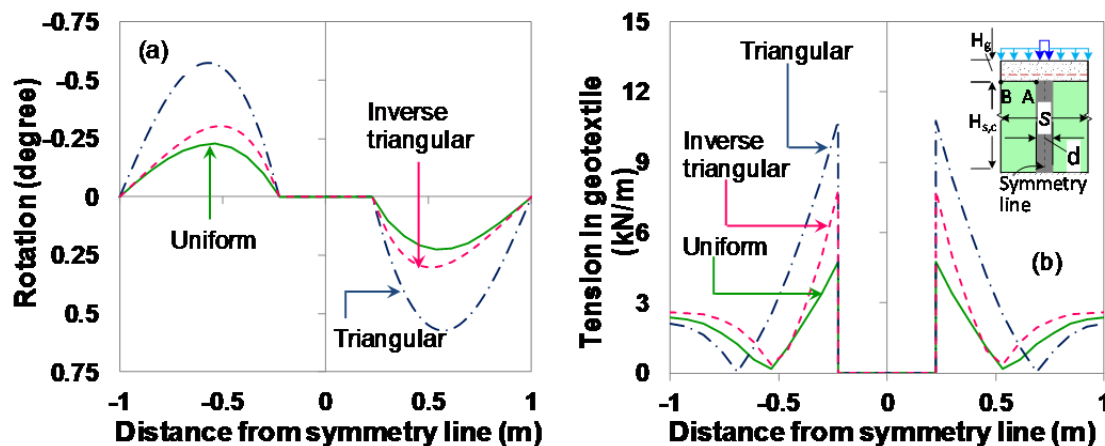 (a)
-0.75
-0.5
-0.25
0
0.25
0.5
0.75
Rotation (degree)
Inverse
triangular
Uniform
Triangular
-1
-0.5
0
0.5
1
Distance from symmetry line (m)
15
12
9
6
3
0
Tension in geotextile
(kN/m)
Triangular
Inverse
triangular
Uniform
(b)
Hg
B
A
S
Hs,c
d
Symmetry
line
-1
-0.5
0
0.5
1
Distance from symmetry line (m)